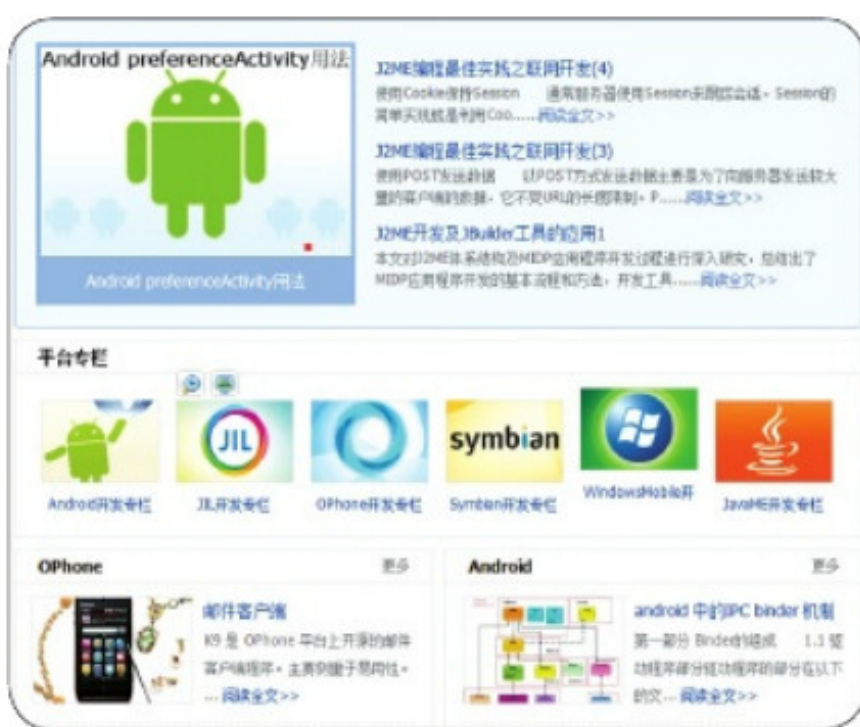 Android preferenceActivity用法
Android preferenceActivity用法
J2ME编程最佳实践之联网开发(4)
使用Cookie保持Session 通常服务器使用Session来跟踪会话。Session的
简单实现就是利用Coo......阅读全文>>
J2ME编程最佳实践之联网开发(3)
使用POST发送数据 以POST方式发送数据主要是为了向服务器发送较大
量的客户端的数据，它不受URL的长度限制。P......阅读全文>>
J2ME开发及JBuilder工具的应用1
本文对J2ME体系结构及MIDP应用程序开发过程进行深入研究，总结出了
MIDP应用程序开发的基本流程和方法，开发工具......阅读全文>>
平台专栏
JIL
symbian
Android开发专栏
JIL开发专栏
OPhone开发专栏
Symbian开发专栏
WindowsMobile开
JavaME开发专栏
OPhone 更多
邮件客户端
K9 是 OPhone 平台上开源的邮件
客户端程序。主要侧重于易用性。
... 阅读全文>>
Android 更多
android 中的IPC binder 机制
第一部分 Binder的组成 1.1 驱
动程序部分驱动程序的部分在以下
的文... 阅读全文>>